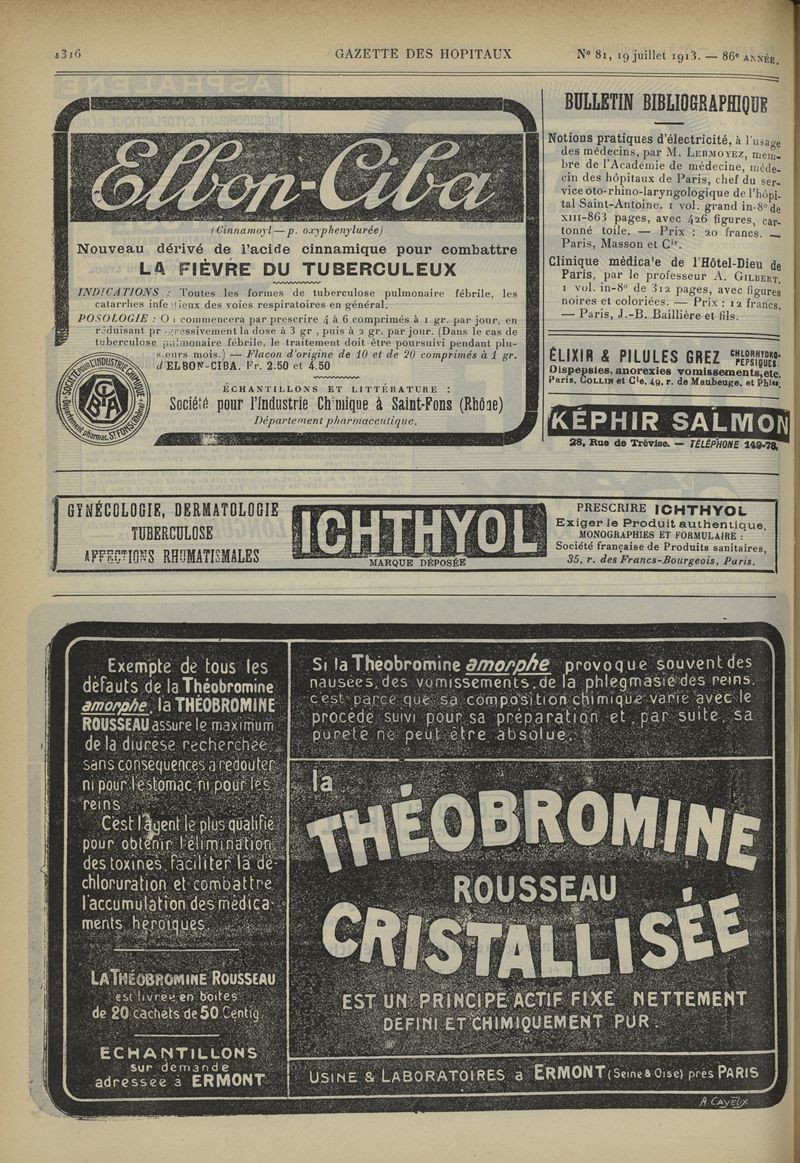 1316
GAZETTE DES HOPITAUX
Nº 81, 19 juillet 1913. — 86e ANNÉE.
Elbon-Ciba
(Cinnamoyl — p. oxyphenylurée)
Nouveau dérivé de l'acide cinnamique pour combattre
LA FIÈVRE DU TUBERCULEUX
INDICATIONS : Toutes les formes de tuberculose pulmonaire fébrile, les
catarrhes infectieux des voies respiratoires en général.
POSOLOGIE : On commencera par prescrire 4 à 6 comprimés à 1 gr. par jour, en
réduisant progressivement la dose à 3 gr, puis à 2 gr. par jour. (Dans le cas de
tuberculose pulmonaire fébrile, le traitement doit être poursuivi pendant plu-
sieurs mois.) — Flacon d'origine de 10 et de 20 comprimés à 1 gr.
d'ELBON-CIBA. Fr. 2.50 et 4.50
SOCIÉTÉ pour L'INDUSTRIE CHIMIQUE
CIBA
Département pharmac. ST FONS (Rhône)
ÉCHANTILLONS ET LITTÉRATURE :
Société pour l'Industrie Chimique à Saint-Fons (Rhône)
Département pharmaceutique.
BULLETIN BIBLIOGRAPHIQUE
Notions pratiques d'électricité, à l'usage
des médecins, par M. LERMOYEZ, mem-
bre de l'Académie de médecine, méde-
cin des hôpitaux de Paris, chef du ser-
vice oto-rhino-laryngologique de l'hôpi-
tal Saint-Antoine. 1 vol. grand in-8º de
XIII-863 pages, avec 426 figures, car-
tonné toile. — Prix : 20 francs. —
Paris, Masson et Cie.
Clinique médicale de l'Hôtel-Dieu de
Paris, par le professeur A. GILBERT.
1 vol. in-8º de 312 pages, avec figures
noires et coloriées. — Prix : 12 francs.
— Paris, J.-B. Baillière et fils.
ÉLIXIR & PILULES GREZ CHLORHYDRO-PEPSIQUES
Dispepsies, anorexies vomissements, etc.
Paris, COLLIN et Cie, 49, r. de Maubeuge, et Phies.
KÉPHIR SALMON
28, Rue de Trévise. — TÉLÉPHONE 149-78.
GYNÉCOLOGIE, DERMATOLOGIE
TUBERCULOSE
AFFECTIONS RHUMATISMALES
ICHTHYOL
MARQUE DÉPOSÉE
PRESCRIRE ICHTHYOL
Exiger le Produit authentique.
MONOGRAPHIES ET FORMULAIRE :
Société française de Produits sanitaires,
35, r. des Francs-Bourgeois, Paris.
Exempte de tous les
défauts de la Théobromine
amorphe, la THÉOBROMINE
ROUSSEAU assure le maximum
de la diurèse recherchée
sans conséquences à redouter
ni pour l'estomac, ni pour les
reins
C'est l'agent le plus qualifié
pour obtenir l'élimination
des toxines, faciliter la dé-
chloruration et combattre
l'accumulation des médica-
ments héroïques.
LA THÉOBROMINE ROUSSEAU
est livrée en boites
de 20 cachets de 50 Centig
ECHANTILLONS
sur demande
adressée à ERMONT
Si la Théobromine amorphe provoque souvent des
nausées, des vomissements, de la phlegmasie des reins,
c'est parce que sa composition chimique varie avec le
procédé suivi pour sa préparation et, par suite, sa
pureté ne peut être absolue.
la
THÉOBROMINE
ROUSSEAU
CRISTALLISÉE
EST UN PRINCIPE ACTIF FIXE NETTEMENT
DÉFINI ET CHIMIQUEMENT PUR.
USINE & LABORATOIRES à ERMONT (Seine & Oise) près PARIS
A CAYEUX